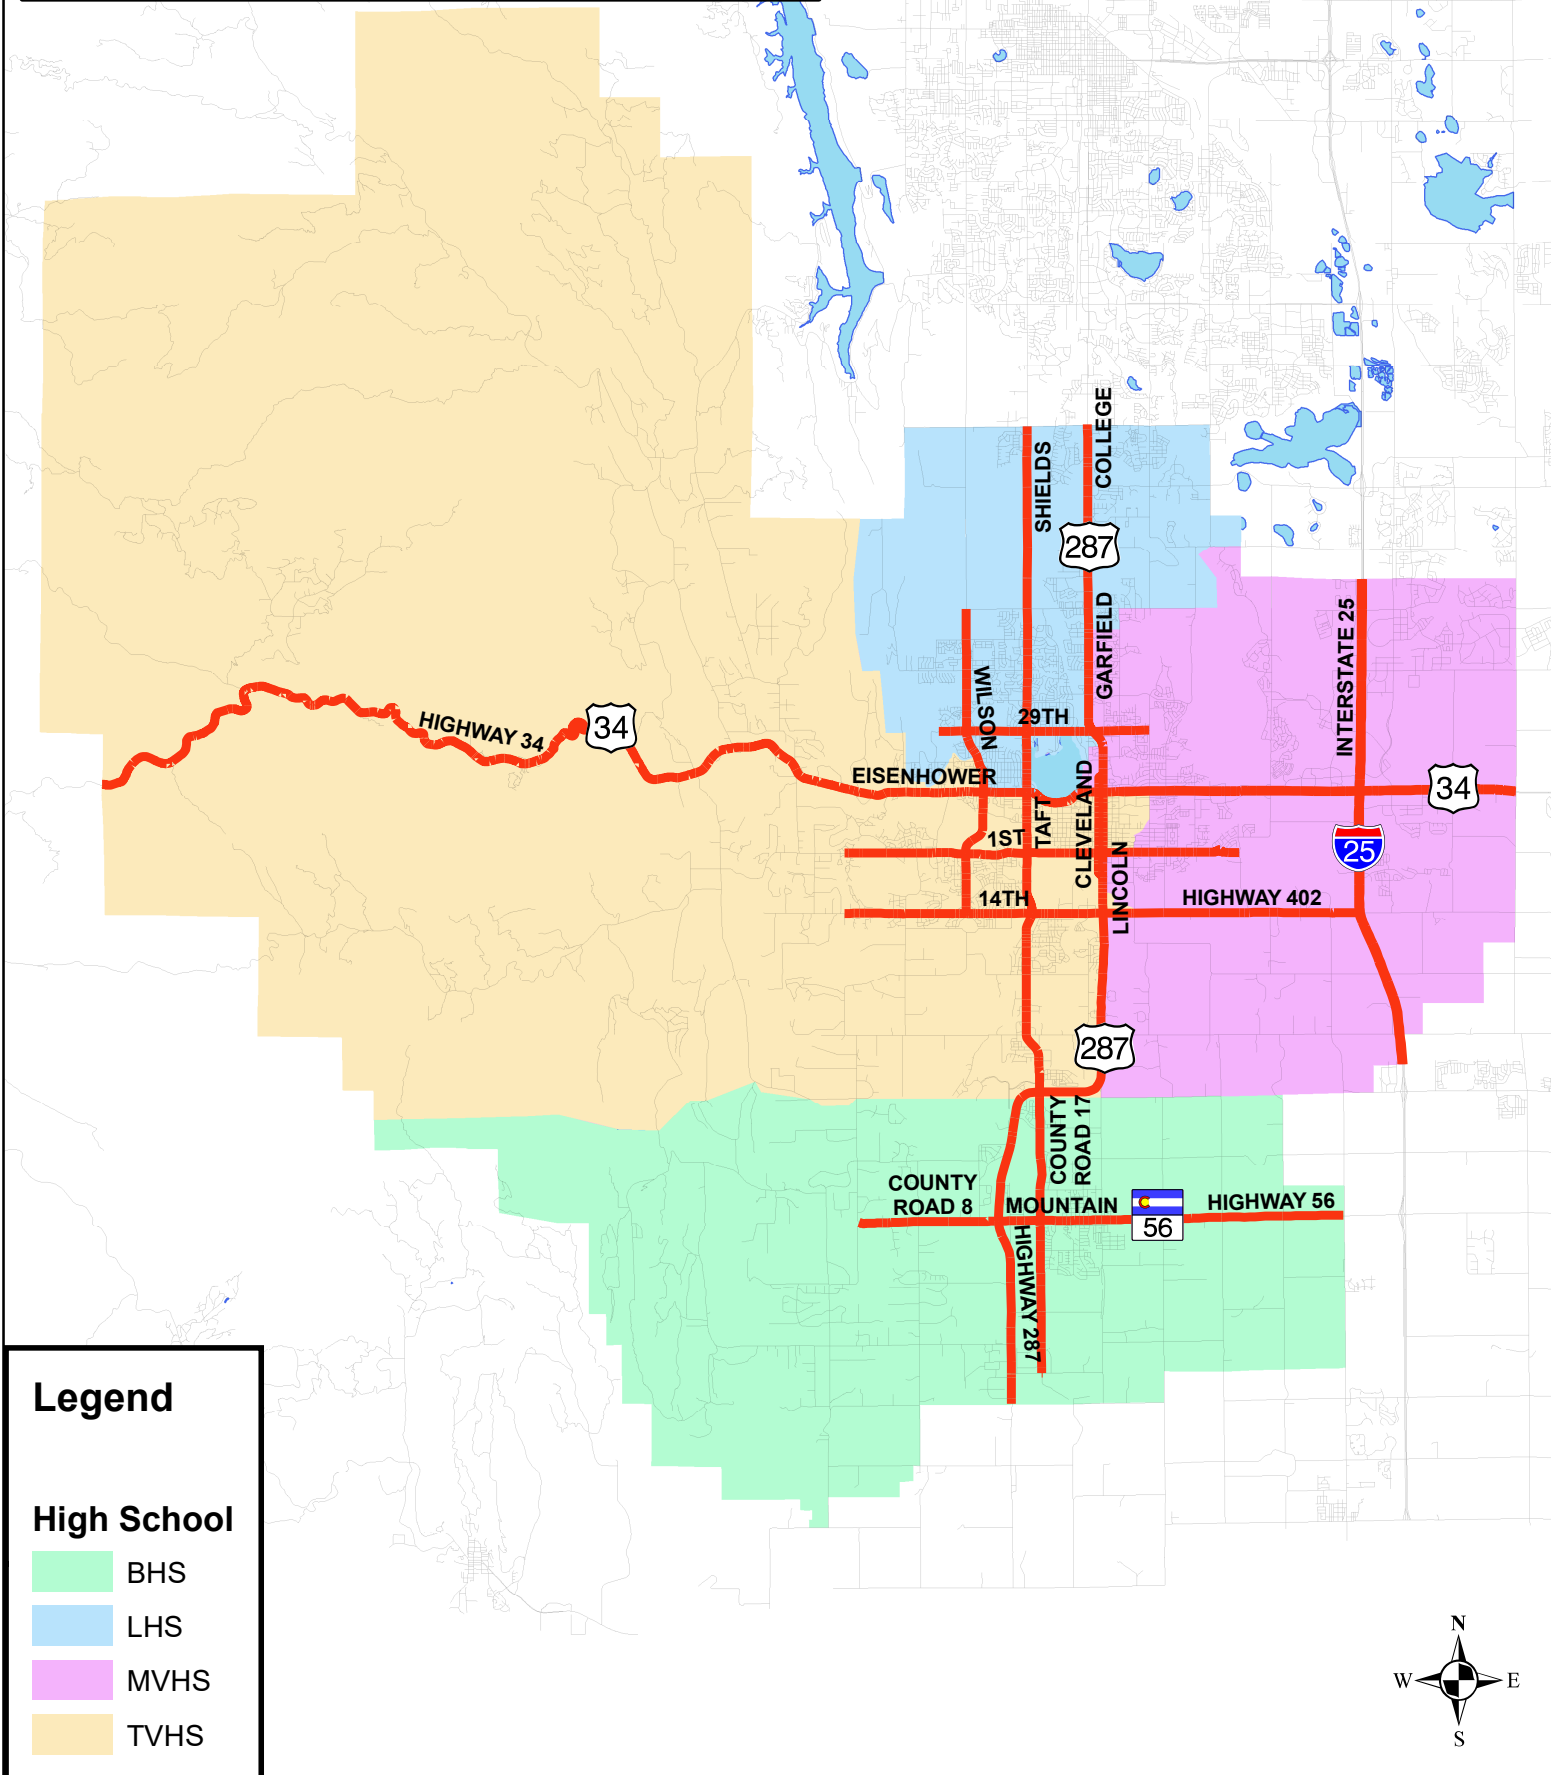 COLLEGE
SHIELDS
287
GARFIELD
INTERSTATE 25
WILSON
29TH
HIGHWAY 34
34
EISENHOWER
CLEVELAND
34
TAFT
1ST
25
LINCOLN
14TH
HIGHWAY 402
287
COUNTY
ROAD 17
COUNTY
ROAD 8
MOUNTAIN
56
HIGHWAY 56
HIGHWAY 287
Legend
High School
BHS
LHS
MVHS
TVHS
N
W
E
S